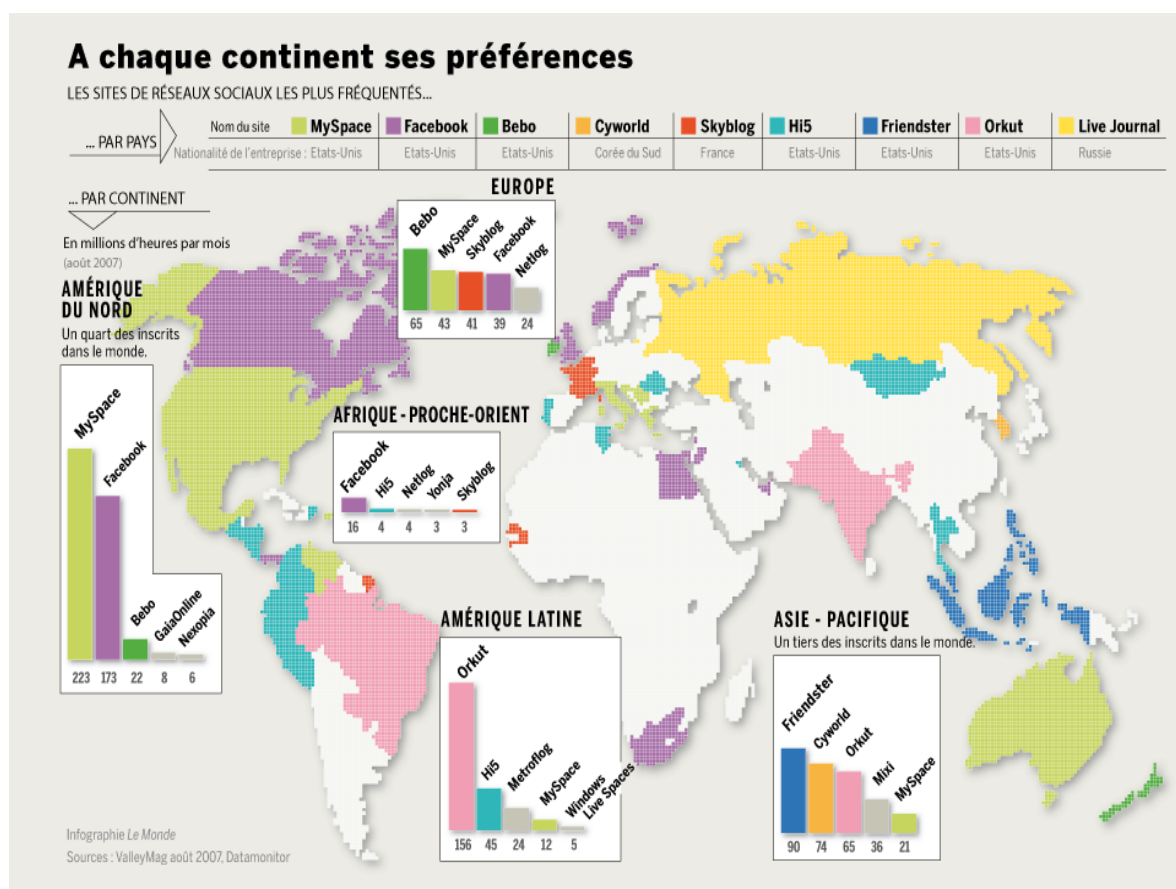 A chaque continent ses préférences
LES SITES DE RÉSEAUX SOCIAUX LES PLUS FRÉQUENTÉS...
... PAR PAYS
Nom du site MySpace Facebook Bebo Cyworld Skyblog Hi5 Friendster Orkut Live Journal
Nationalité de l'entreprise : Etats-Unis Etats-Unis Etats-Unis Corée du Sud France Etats-Unis Etats-Unis Etats-Unis Russie
... PAR CONTINENT
En millions d'heures par mois
(août 2007)
AMÉRIQUE
DU NORD
Un quart des inscrits
dans le monde.
MySpace
Facebook
Bebo
GaiaOnline
Nexopia
223 173 22 8 6
EUROPE
Bebo
MySpace
Skyblog
Facebook
Netlog
65 43 41 39 24
AFRIQUE - PROCHE-ORIENT
Facebook
Hi5
Netlog
Yonja
Skyblog
16 4 4 3 3
AMÉRIQUE LATINE
Orkut
Hi5
Metroflog
MySpace
Windows
Live Spaces
156 45 24 12 5
ASIE - PACIFIQUE
Un tiers des inscrits dans le monde.
Friendster
Cyworld
Orkut
Mixi
MySpace
90 74 65 36 21
Infographie Le Monde
Sources : ValleyMag août 2007, Datamonitor